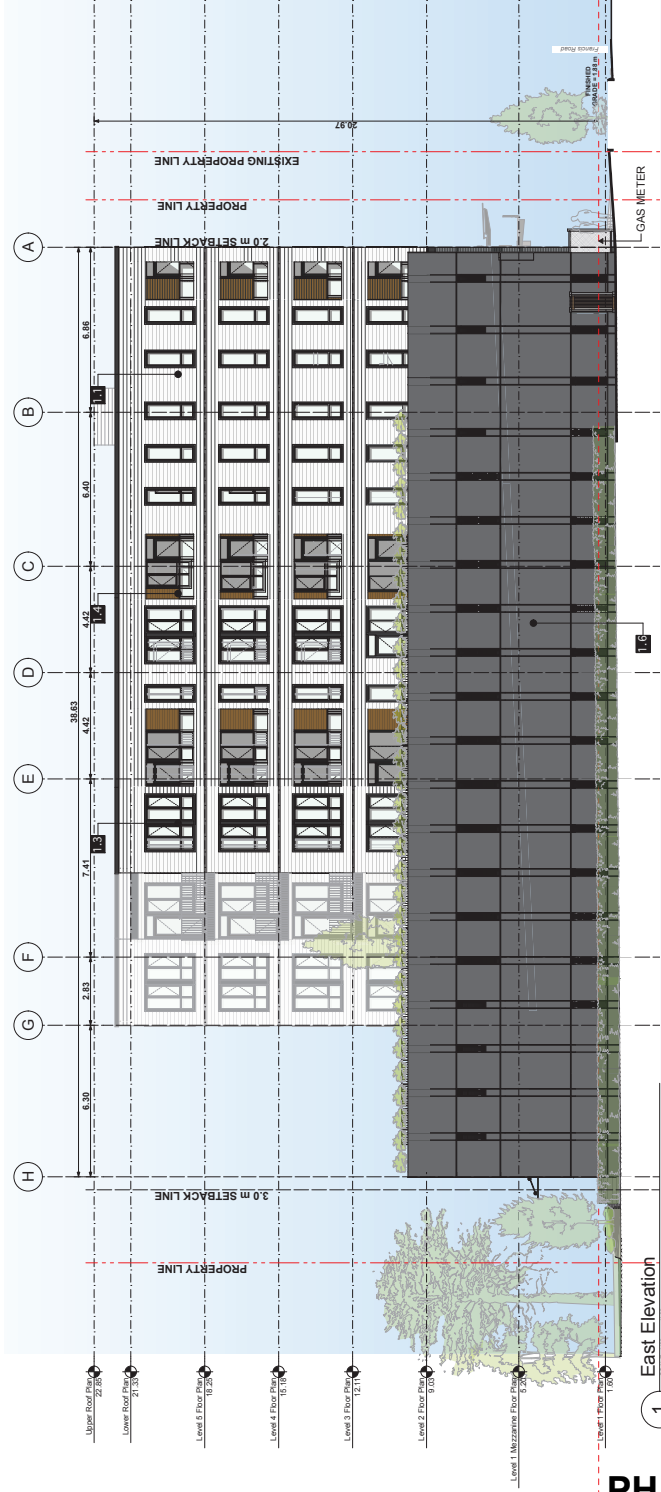 Upper Roof Plan
22.85
Lower Roof Plan
21.33
Level 5 Floor Plan
18.25
Level 4 Floor Plan
15.18
Level 3 Floor Plan
12.11
Level 2 Floor Plan
9.03
Level 1 Mezzanine Floor Plan
5.20
Level 1 Floor Plan
1.60
PROPERTY LINE
3.0 m SETBACK LINE
H
G
F
E
D
C
B
A
38.63
6.30
2.83
7.41
4.42
4.42
6.40
6.86
1.3
1.4
1.1
1.6
2.0 m SETBACK LINE
PROPERTY LINE
EXISTING PROPERTY LINE
20.97
FINISHED
GRADE = 1.88 m
Francis Road
GAS METER
1
East Elevation